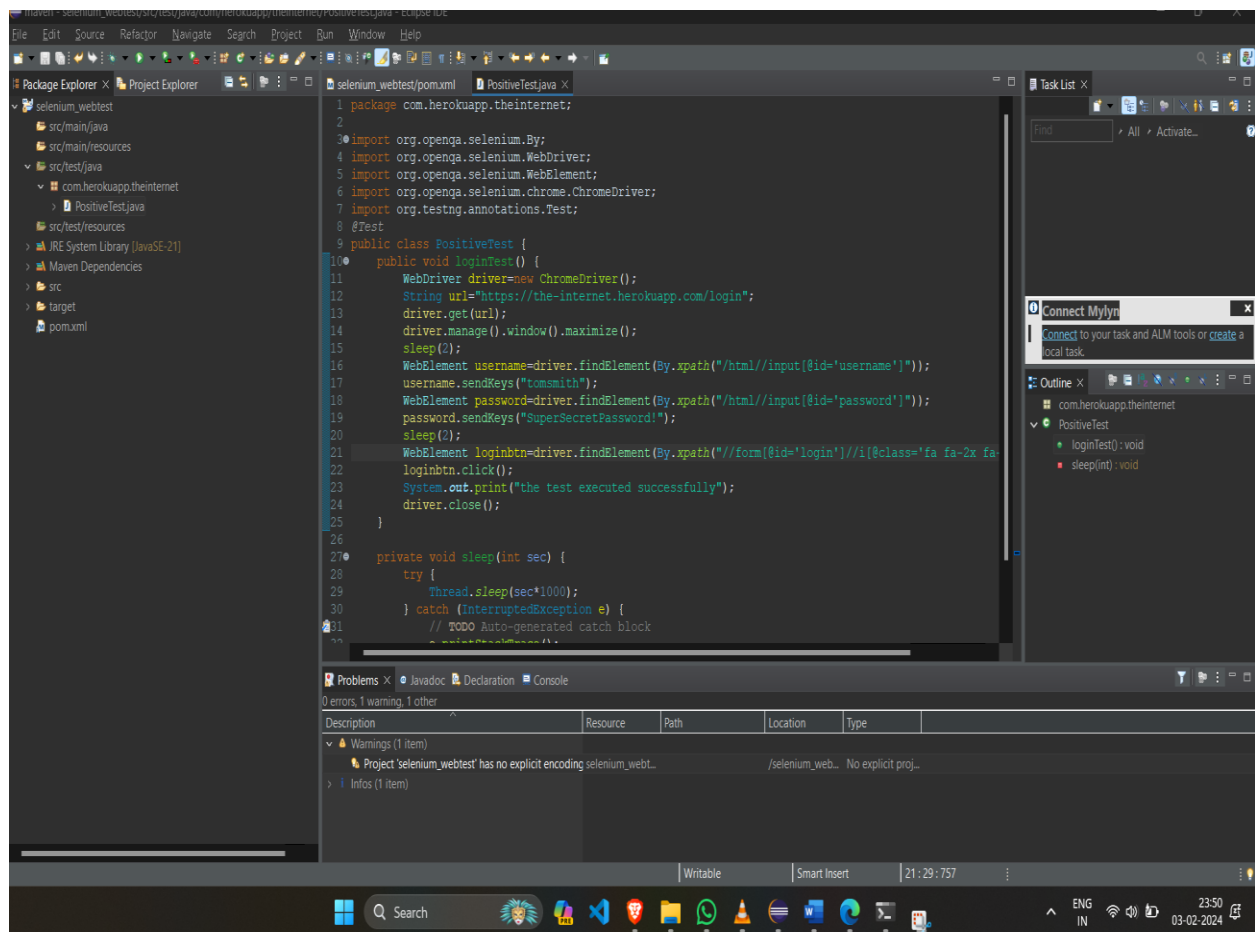 maven - selenium_webtest/src/test/java/com/herokuapp/theinternet/PositiveTest.java - Eclipse IDE
File Edit Source Refactor Navigate Search Project Run Window Help
Package Explorer × Project Explorer
selenium_webtest
src/main/java
src/main/resources
src/test/java
com.herokuapp.theinternet
PositiveTest.java
src/test/resources
JRE System Library [JavaSE-21]
Maven Dependencies
src
target
pom.xml
selenium_webtest/pom.xml PositiveTest.java ×
1 package com.herokuapp.theinternet;
2
3 import org.openqa.selenium.By;
4 import org.openqa.selenium.WebDriver;
5 import org.openqa.selenium.WebElement;
6 import org.openqa.selenium.chrome.ChromeDriver;
7 import org.testng.annotations.Test;
8 @Test
9 public class PositiveTest {
10 public void loginTest() {
11 WebDriver driver=new ChromeDriver();
12 String url="https://the-internet.herokuapp.com/login";
13 driver.get(url);
14 driver.manage().window().maximize();
15 sleep(2);
16 WebElement username=driver.findElement(By.xpath("/html//input[@id='username']"));
17 username.sendKeys("tomsmith");
18 WebElement password=driver.findElement(By.xpath("/html//input[@id='password']"));
19 password.sendKeys("SuperSecretPassword!");
20 sleep(2);
21 WebElement loginbtn=driver.findElement(By.xpath("//form[@id='login']//i[@class='fa fa-2x fa-
22 loginbtn.click();
23 System.out.print("the test executed successfully");
24 driver.close();
25 }
26
27 private void sleep(int sec) {
28 try {
29 Thread.sleep(sec*1000);
30 } catch (InterruptedException e) {
31 // TODO Auto-generated catch block
Task List ×
Find All Activate...
Connect Mylyn
Connect to your task and ALM tools or create a
local task.
Outline ×
com.herokuapp.theinternet
PositiveTest
loginTest() : void
sleep(int) : void
Problems × Javadoc Declaration Console
0 errors, 1 warning, 1 other
Description Resource Path Location Type
Warnings (1 item)
Project 'selenium_webtest' has no explicit encoding selenium_webt... /selenium_web... No explicit proj...
Infos (1 item)
Writable Smart Insert 21 : 29 : 757
Search
PRE
ENG
IN
23:50
03-02-2024